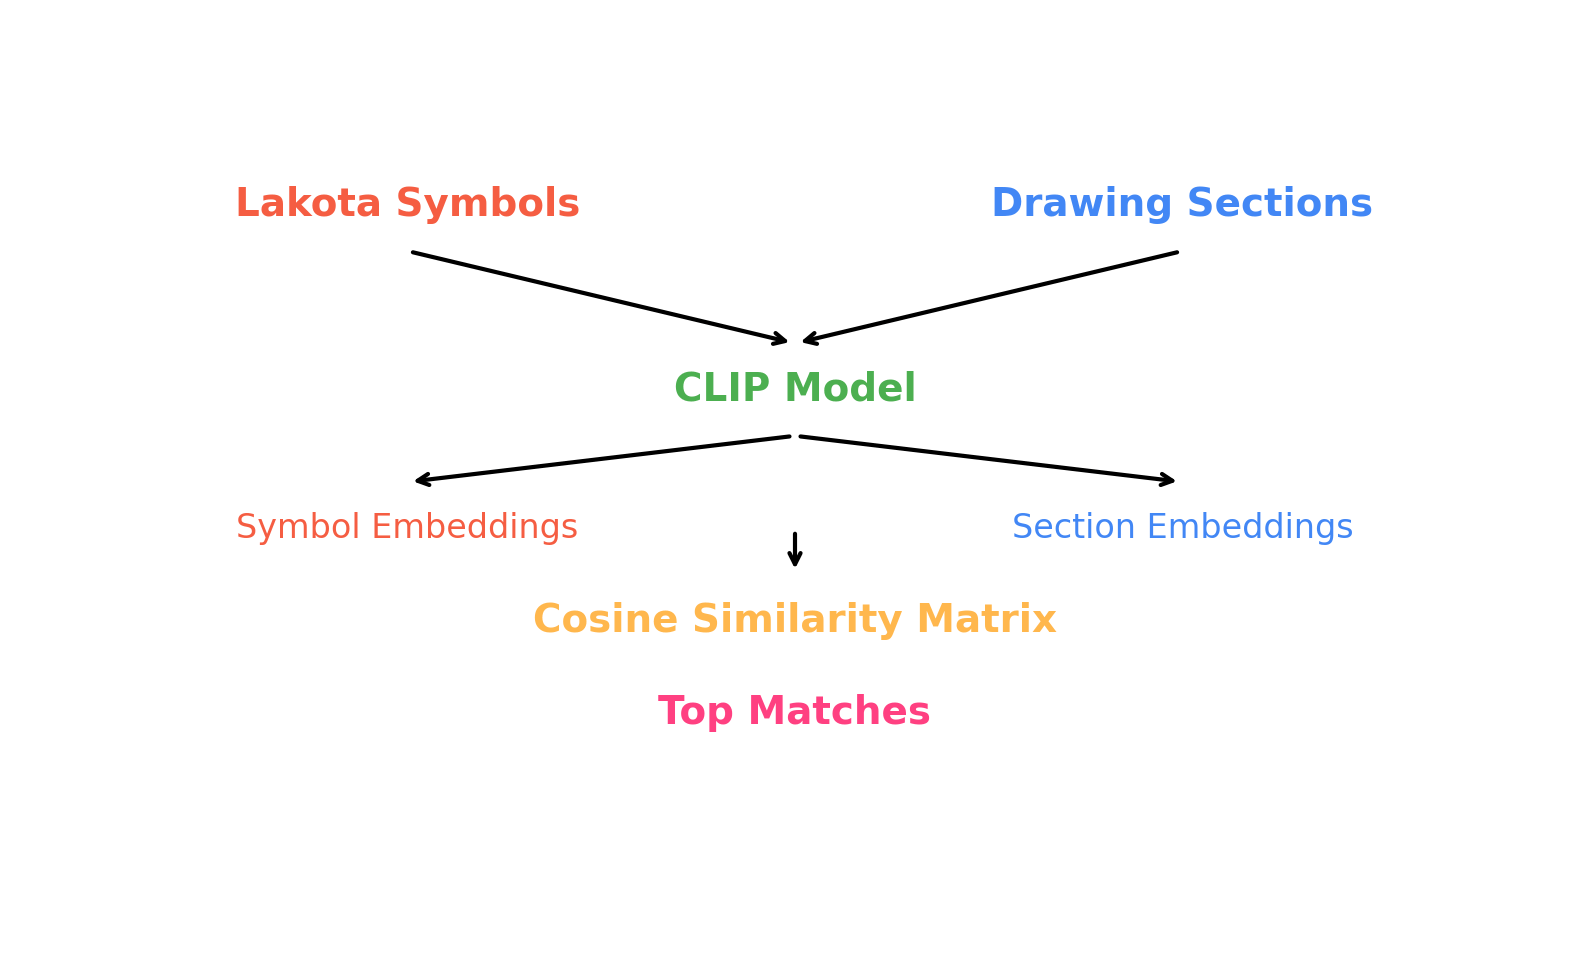 Lakota Symbols
Drawing Sections
CLIP Model
Symbol Embeddings
Section Embeddings
Cosine Similarity Matrix
Top Matches